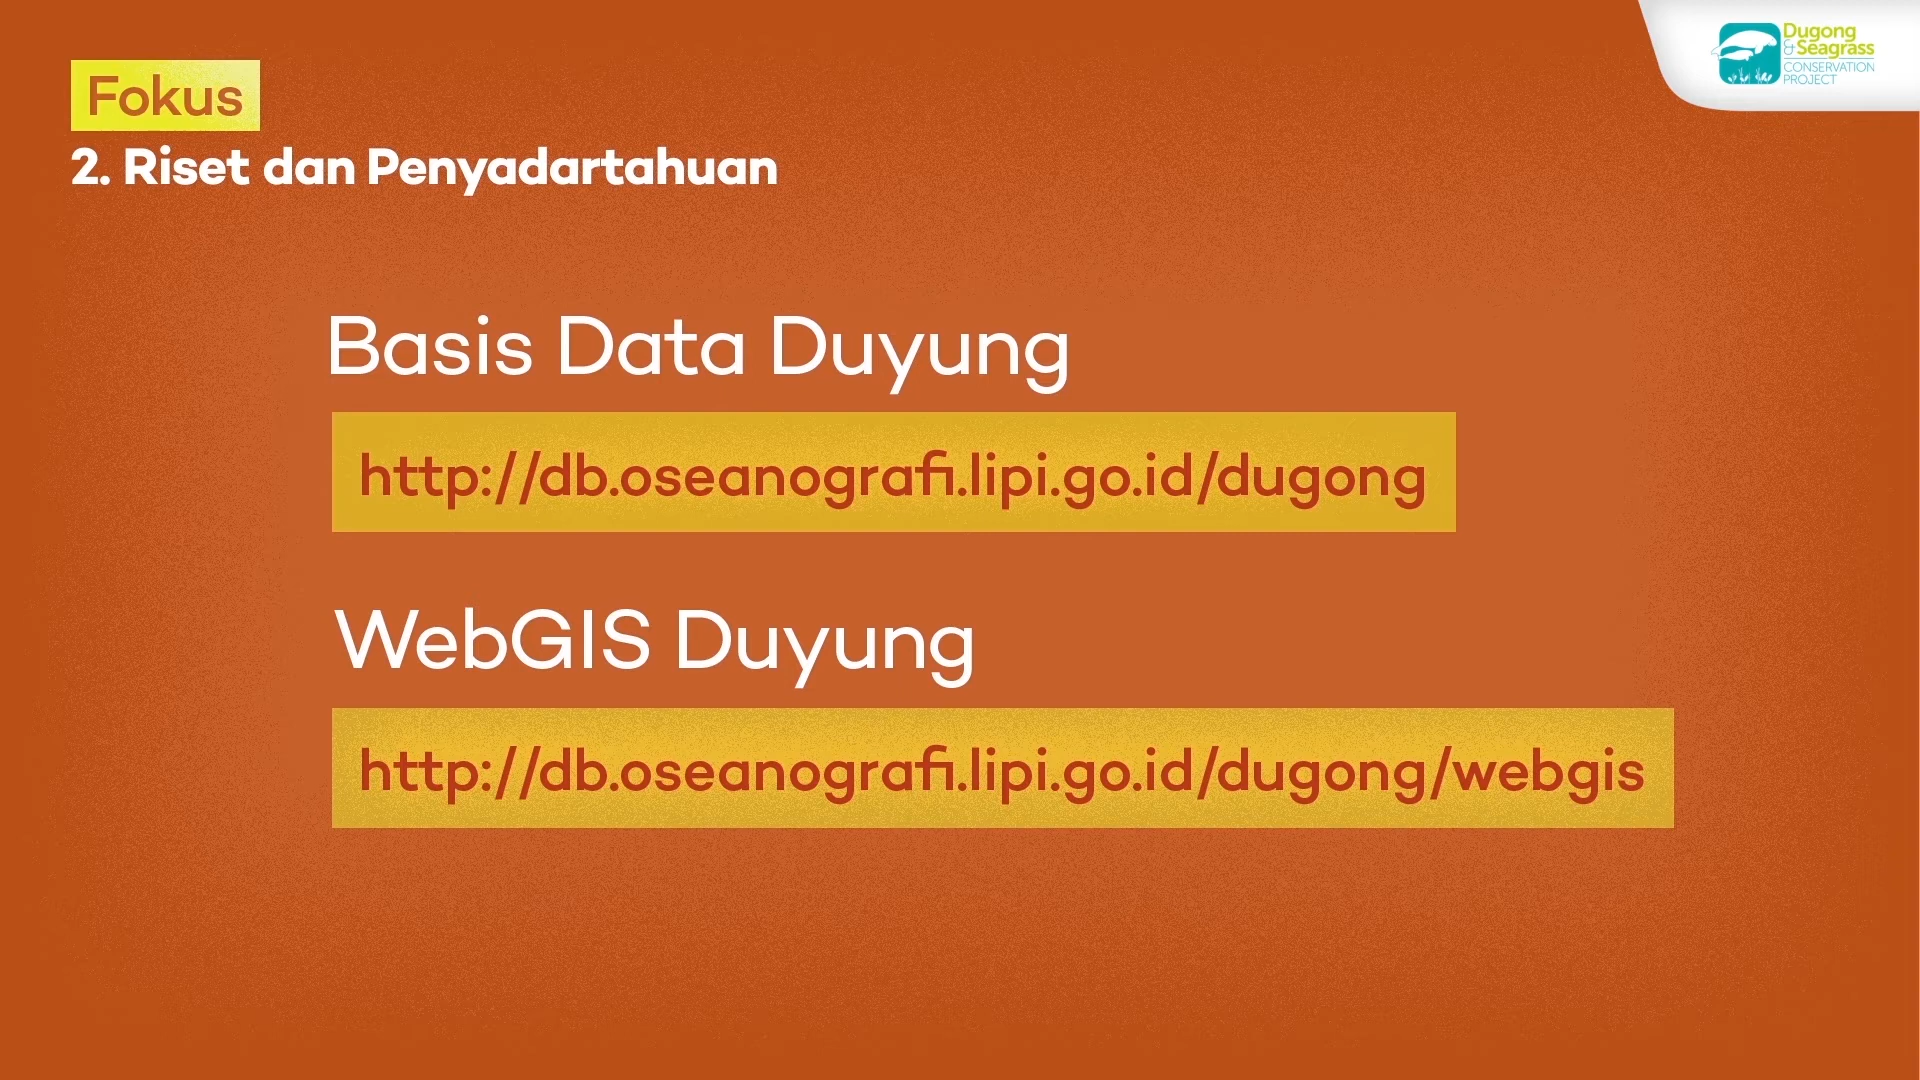 Dugong
& Seagrass
CONSERVATION
PROJECT
Fokus
2. Riset dan Penyadartahuan
Basis Data Duyung
http://db.oseanografi.lipi.go.id/dugong
WebGIS Duyung
http://db.oseanografi.lipi.go.id/dugong/webgis